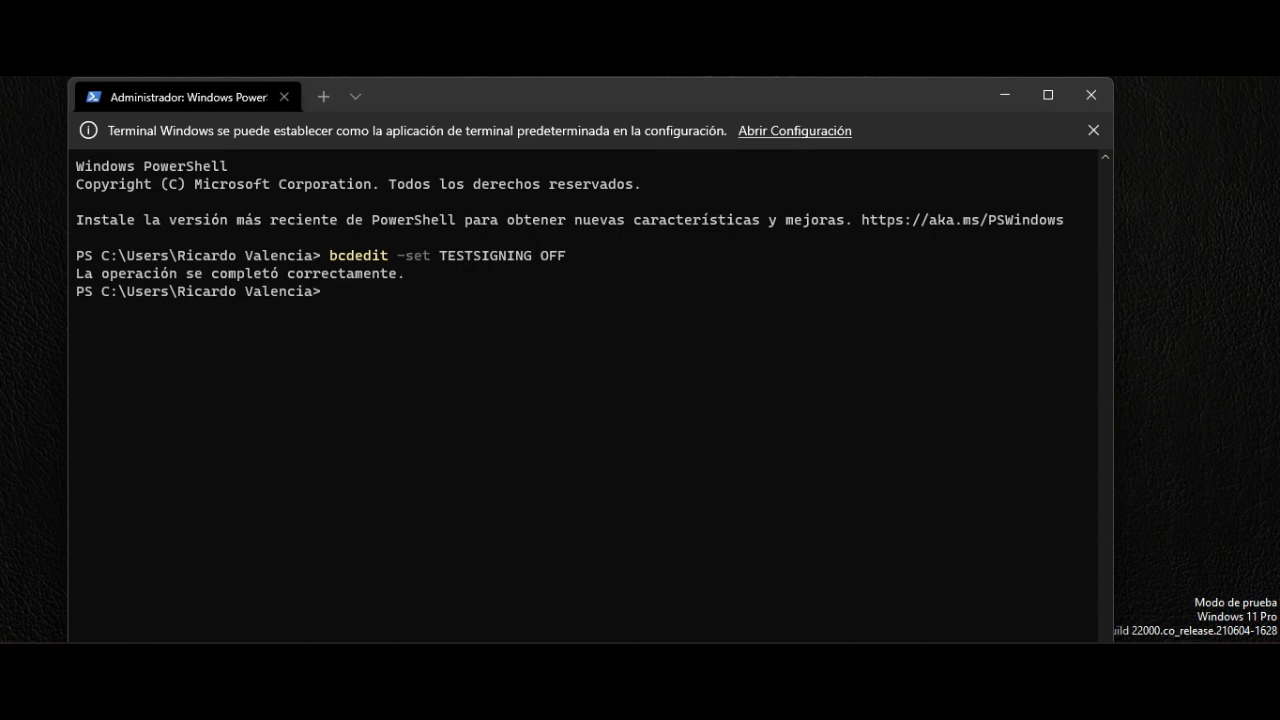 Administrador: Windows Power
Terminal Windows se puede establecer como la aplicación de terminal predeterminada en la configuración. Abrir Configuración
Windows PowerShell
Copyright (C) Microsoft Corporation. Todos los derechos reservados.
Instale la versión más reciente de PowerShell para obtener nuevas características y mejoras. https://aka.ms/PSWindows
PS C:\Users\Ricardo Valencia> bcdedit -set TESTSIGNING OFF
La operación se completó correctamente.
PS C:\Users\Ricardo Valencia>
Modo de prueba
Windows 11 Pro
22000.co_release.210604-1628